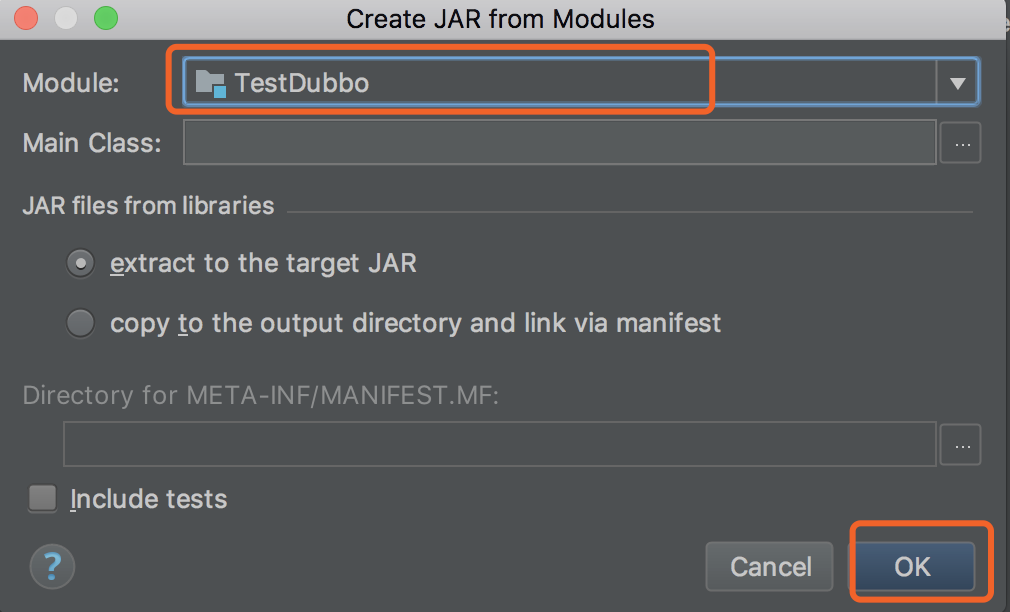 Create JAR from Modules
Module: TestDubbo
Main Class: ...
JAR files from libraries
extract to the target JAR
copy to the output directory and link via manifest
Directory for META-INF/MANIFEST.MF:
...
Include tests
? Cancel OK